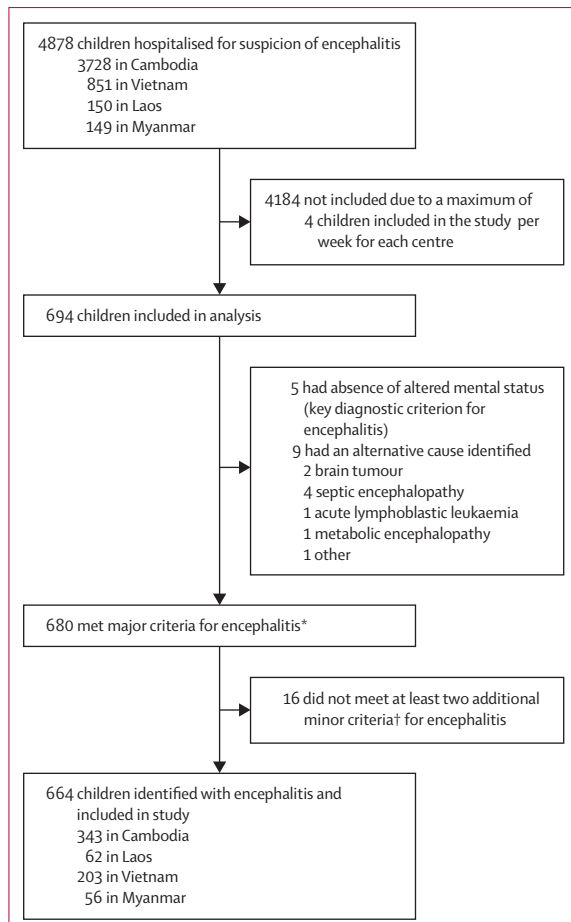 4878 children hospitalised for suspicion of encephalitis
3728 in Cambodia
851 in Vietnam
150 in Laos
149 in Myanmar
4184 not included due to a maximum of
4 children included in the study per
week for each centre
694 children included in analysis
5 had absence of altered mental status
(key diagnostic criterion for
encephalitis)
9 had an alternative cause identified
2 brain tumour
4 septic encephalopathy
1 acute lymphoblastic leukaemia
1 metabolic encephalopathy
1 other
680 met major criteria for encephalitis*
16 did not meet at least two additional
minor criteria† for encephalitis
664 children identified with encephalitis and
included in study
343 in Cambodia
62 in Laos
203 in Vietnam
56 in Myanmar